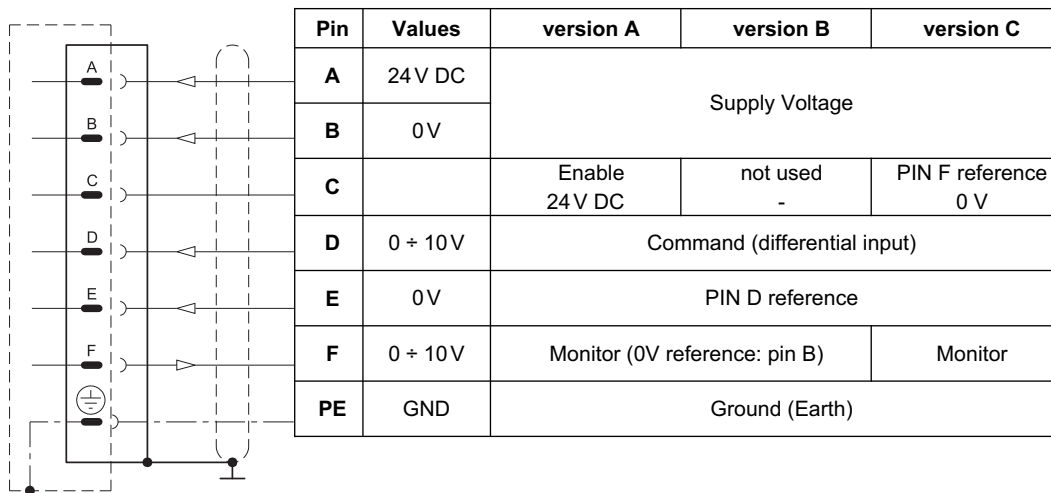 Pin Values version A version B version C
A 24 V DC
Supply Voltage
B 0 V
C Enable 24 V DC not used - PIN F reference 0 V
D 0 ÷ 10 V Command (differential input)
E 0 V PIN D reference
F 0 ÷ 10 V Monitor (0V reference: pin B) Monitor
PE GND Ground (Earth)
A
B
C
D
E
F